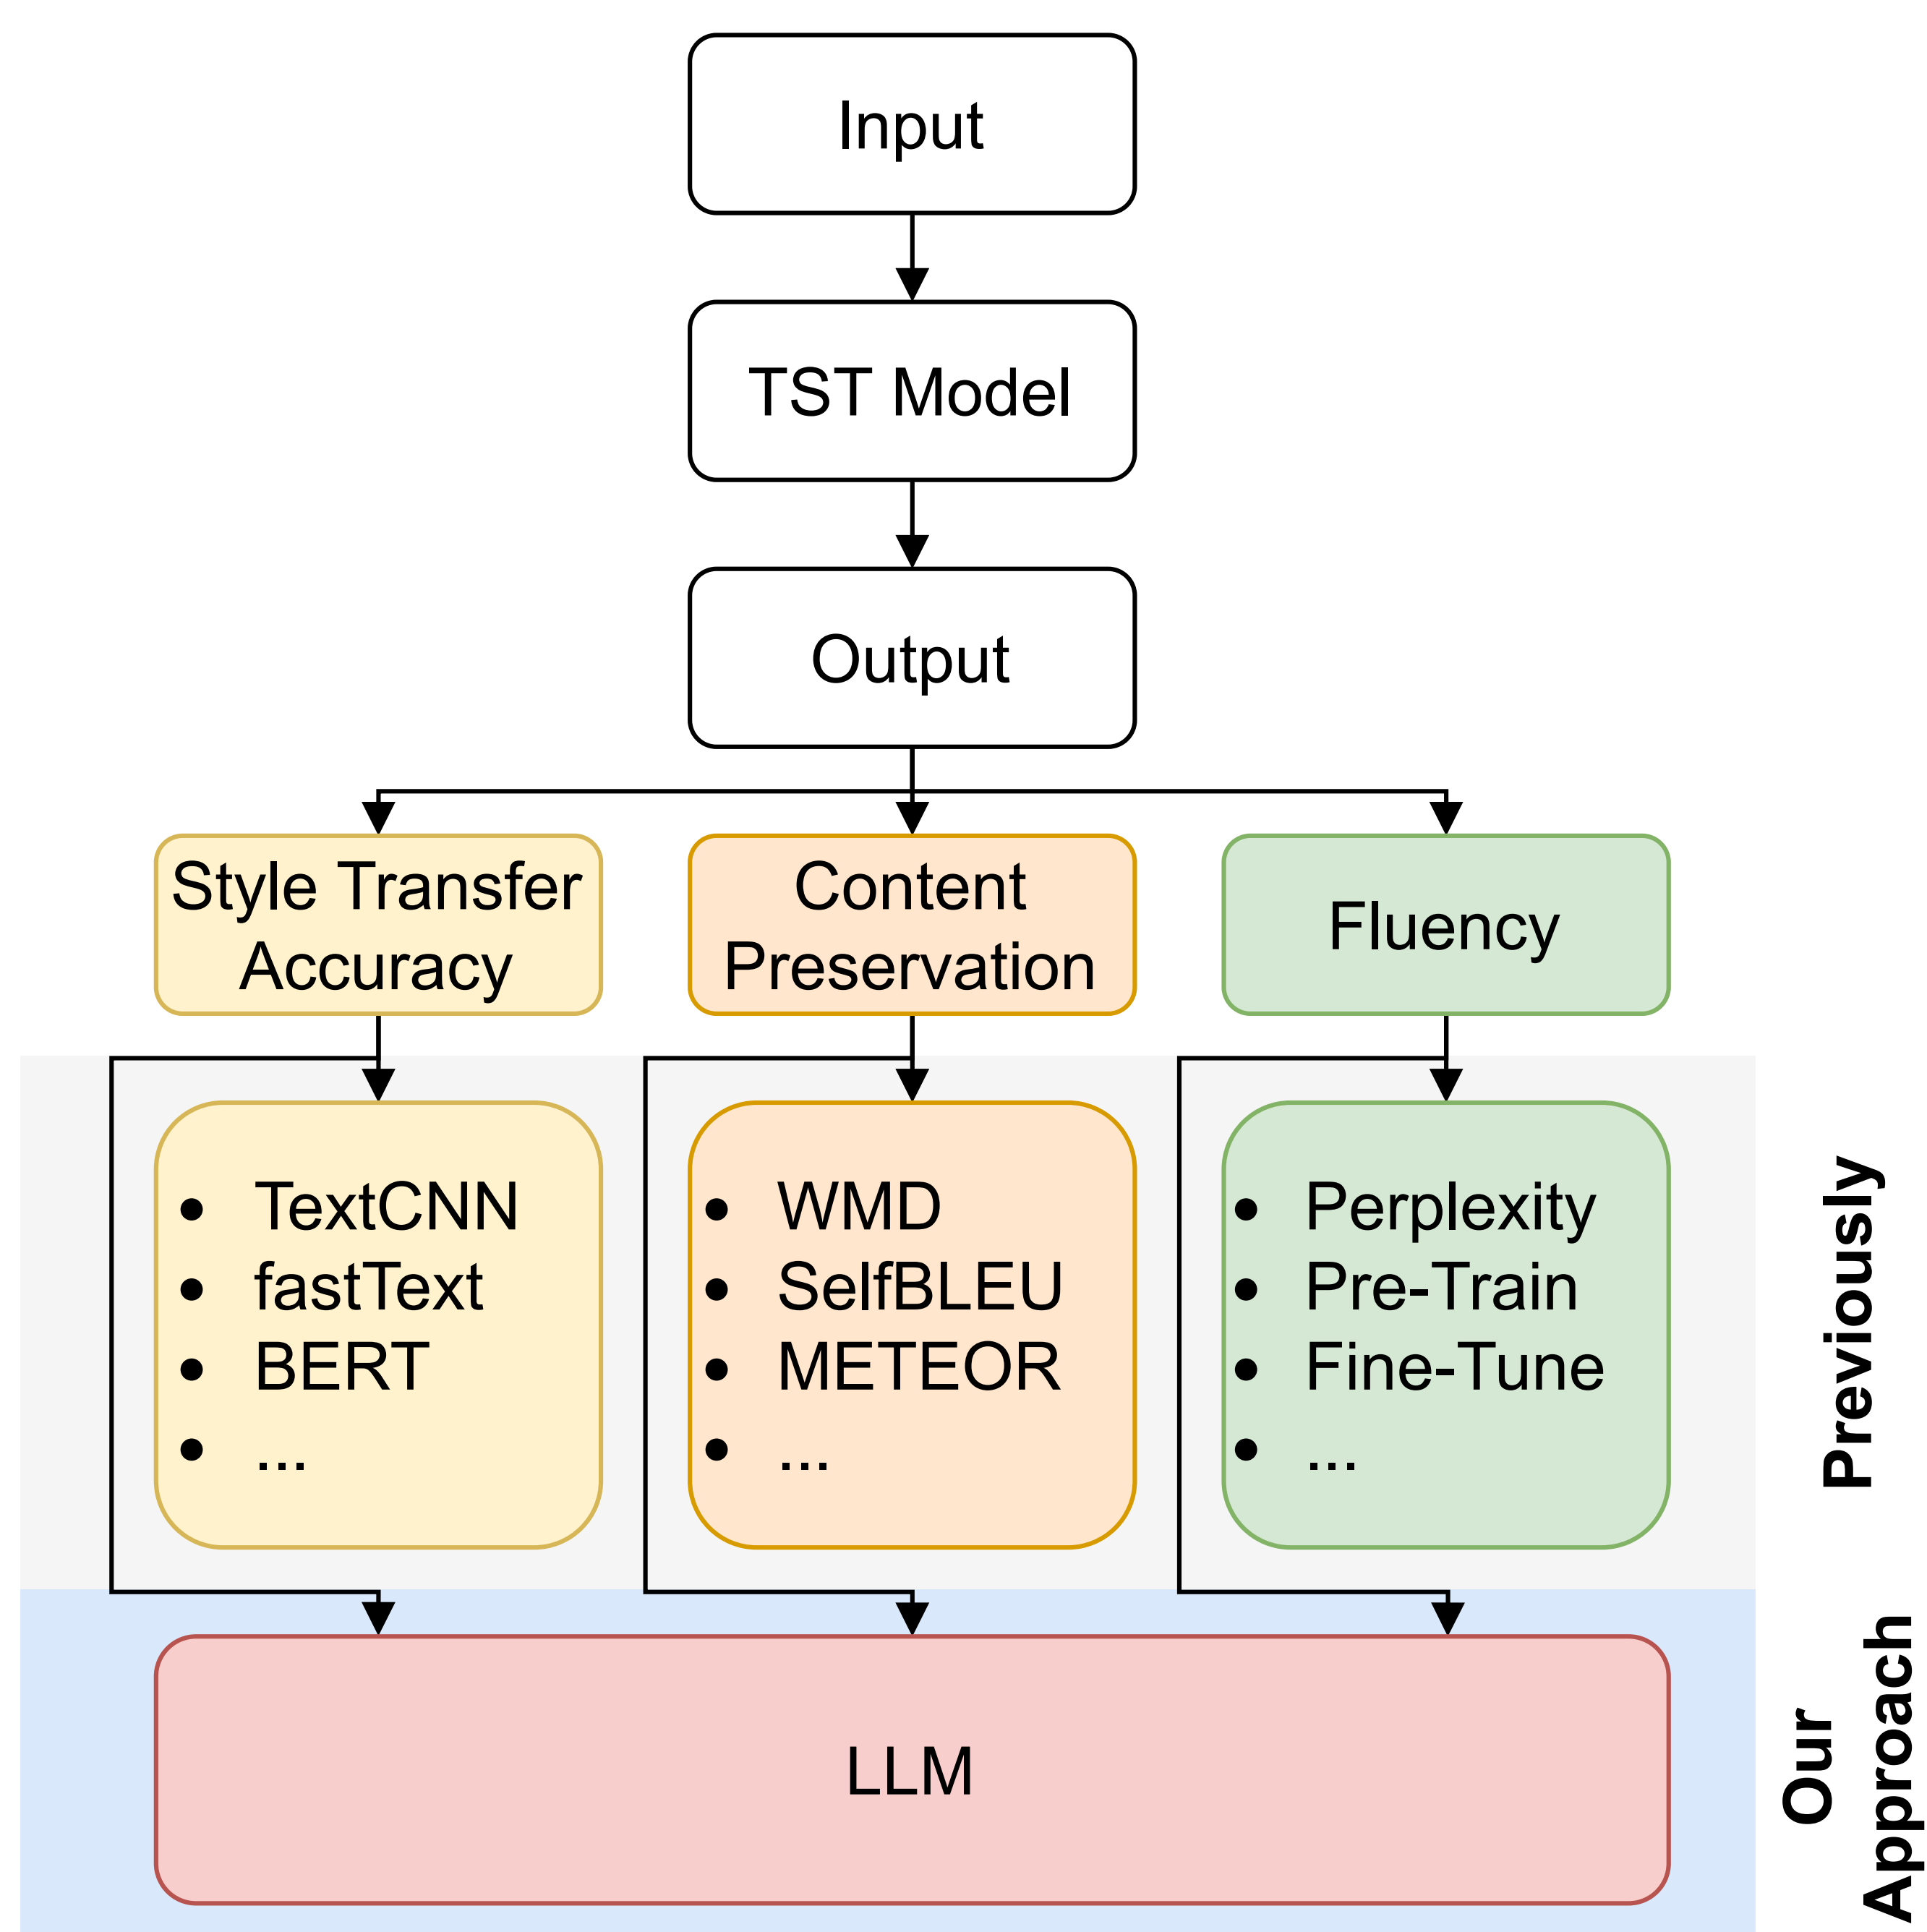 Input
TST Model
Output
Style Transfer
Accuracy
Content
Preservation
Fluency
• TextCNN
• fastText
• BERT
• ...
• WMD
• SelfBLEU
• METEOR
• ...
• Perplexity
• Pre-Train
• Fine-Tune
• ...
Previously
LLM
Our
Approach